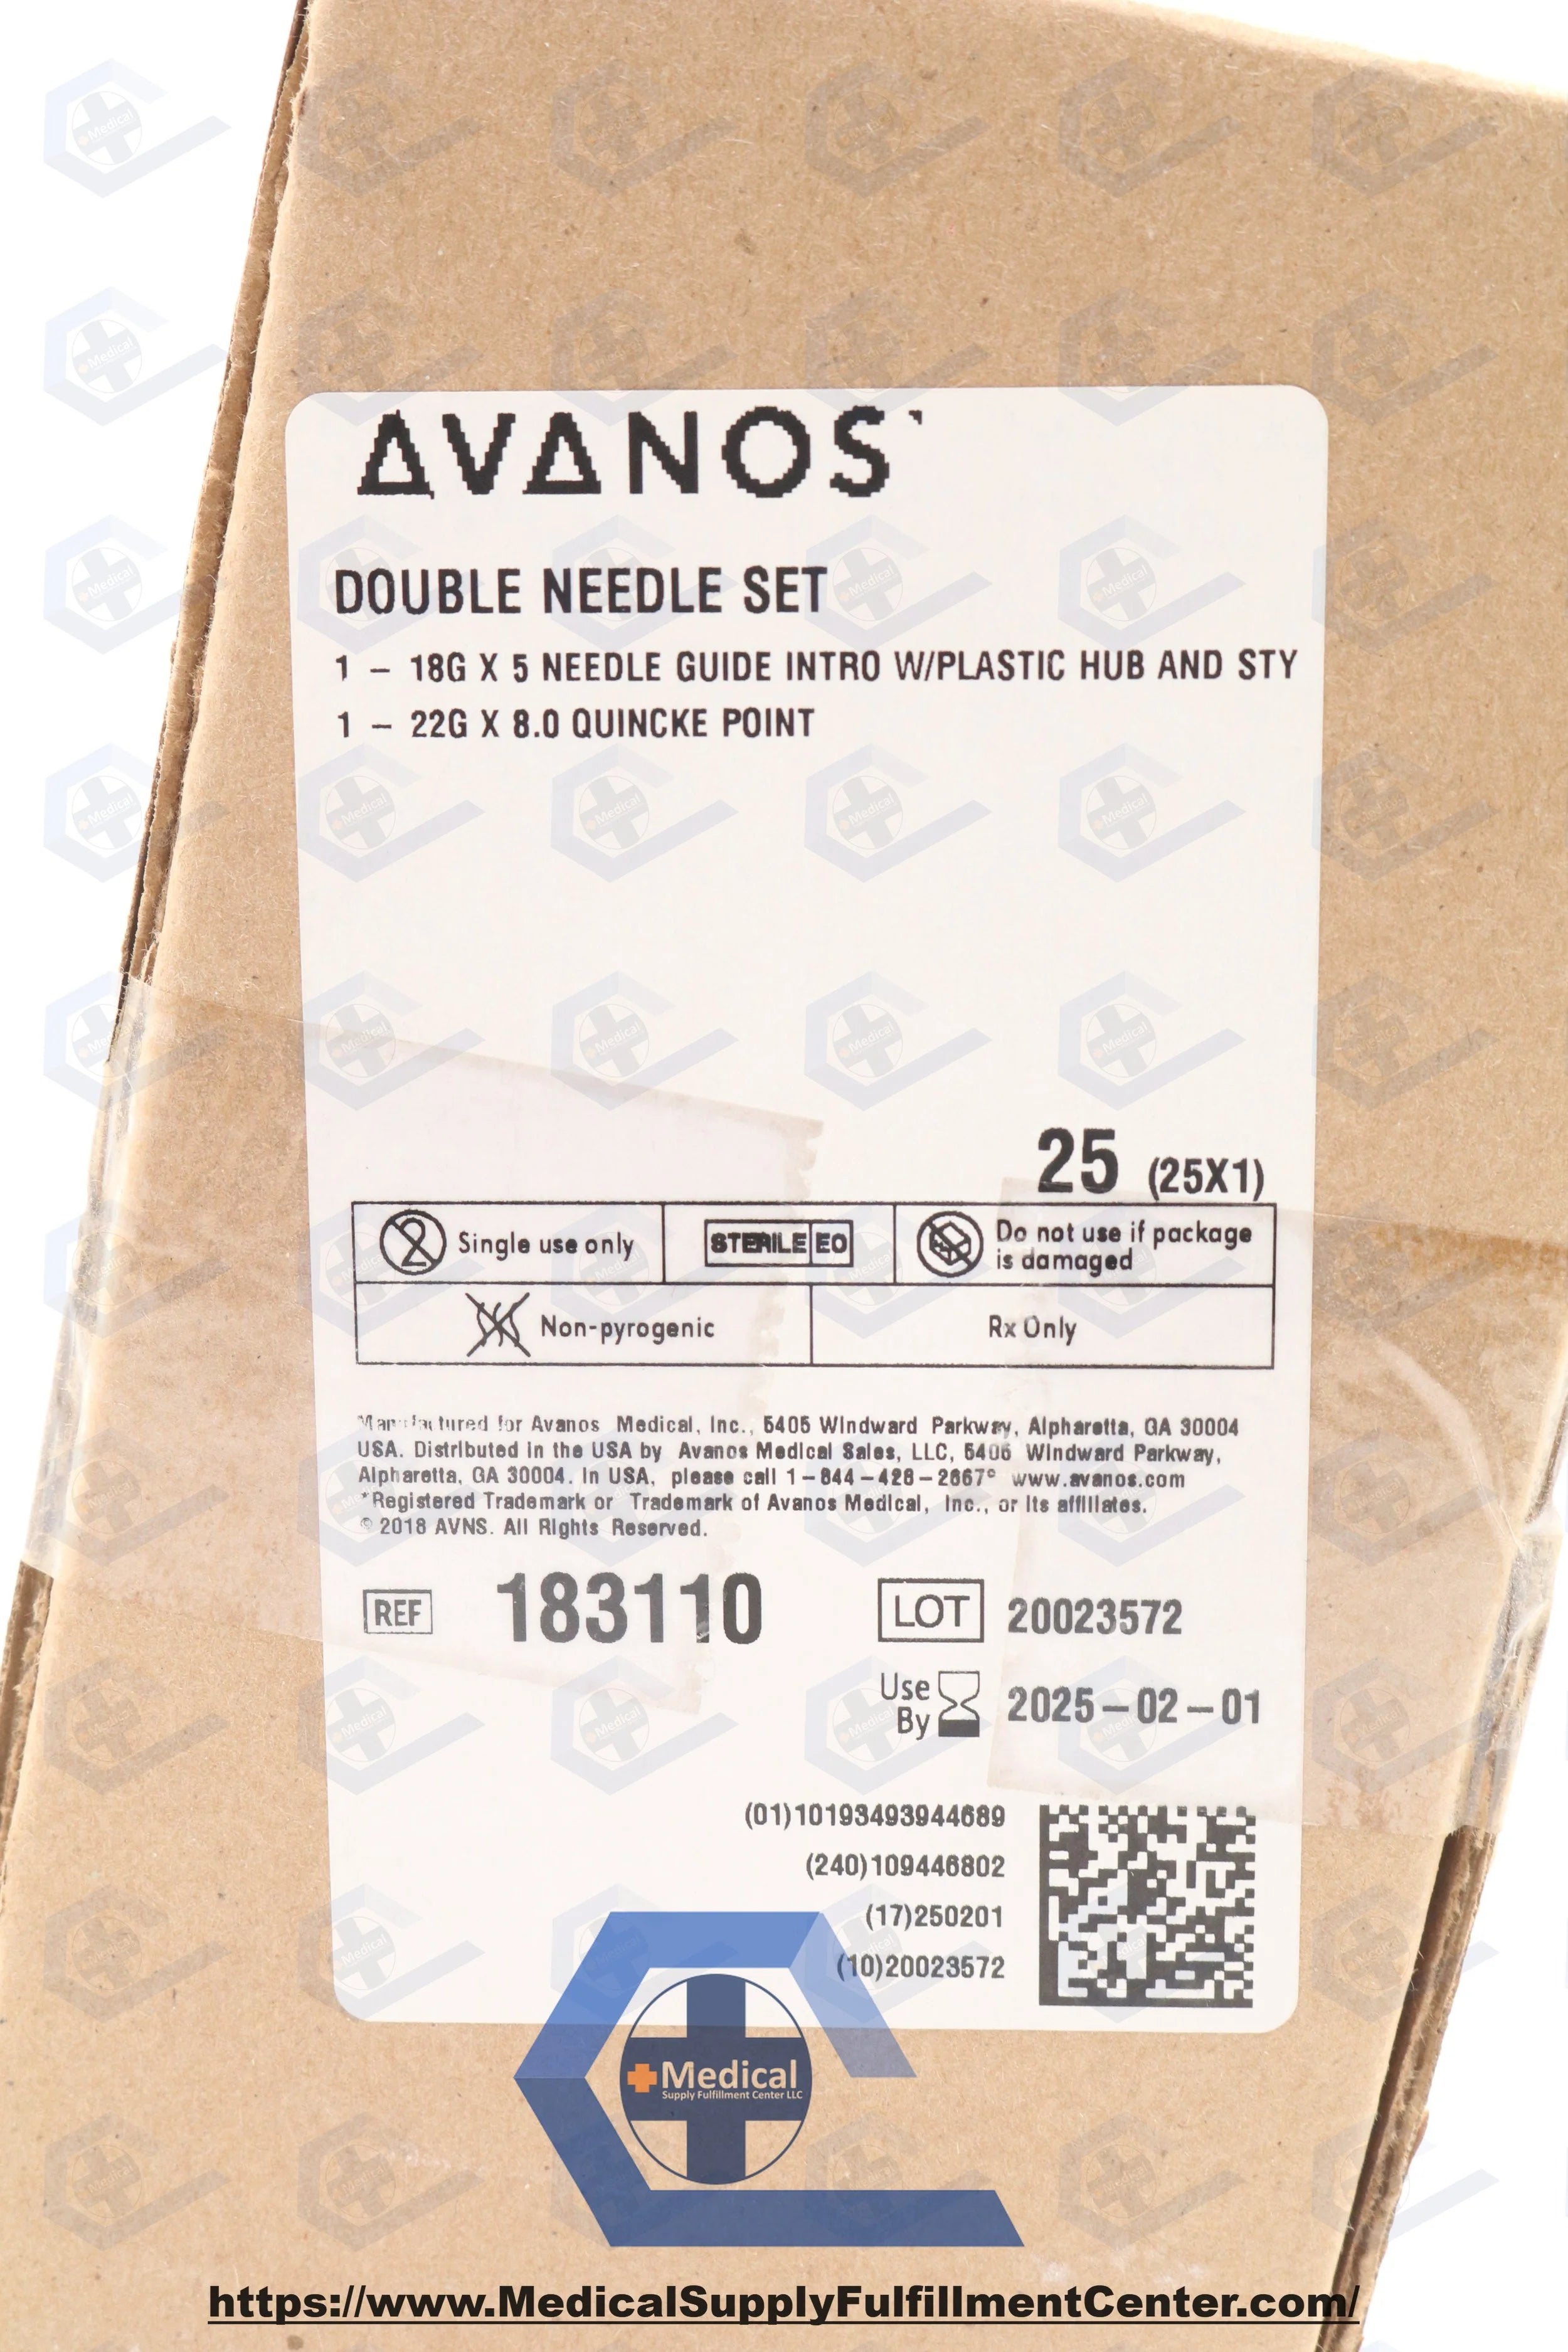 AVANOS*
DOUBLE NEEDLE SET
1 – 18G X 5 NEEDLE GUIDE INTRO W/PLASTIC HUB AND STY
1 – 22G X 8.0 QUINCKE POINT
25 (25X1)
2 Single use only
STERILE EO
Do not use if package
is damaged
Non-pyrogenic
Rx Only
Manufactured for Avanos Medical, Inc., 5405 Windward Parkway, Alpharetta, GA 30004
USA. Distributed in the USA by Avanos Medical Sales, LLC, 5405 Windward Parkway,
Alpharetta, GA 30004. In USA, please call 1-844-428-2667° www.avanos.com
*Registered Trademark or Trademark of Avanos Medical, Inc., or its affiliates.
© 2018 AVNS. All Rights Reserved.
REF 183110
LOT 20023572
Use
By 2025-02-01
(01)10193493944689
(240)109446802
(17)250201
(10)20023572
Medical
Supply Fulfillment Center LLC
https://www.MedicalSupplyFulfillmentCenter.com/